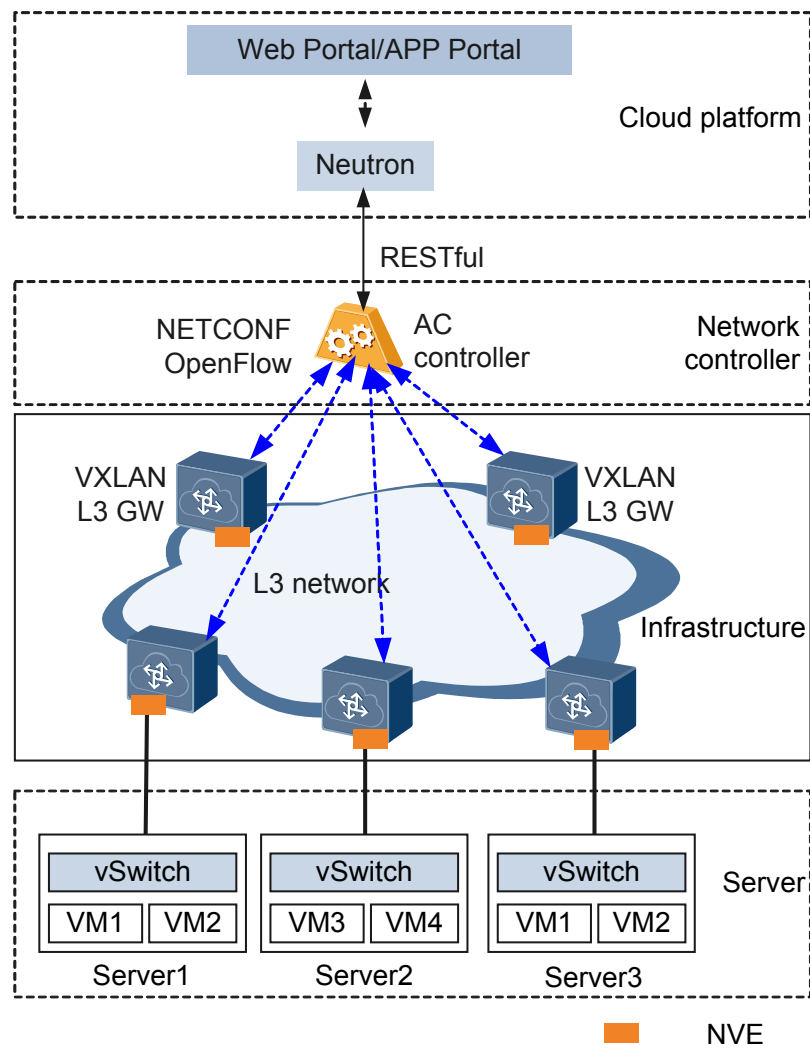 Web Portal/APP Portal
Cloud platform
Neutron
RESTful
NETCONF
OpenFlow
AC
controller
Network
controller
VXLAN
L3 GW
VXLAN
L3 GW
L3 network
Infrastructure
vSwitch
vSwitch
vSwitch
Server
VM1
VM2
VM3
VM4
VM1
VM2
Server1
Server2
Server3
NVE